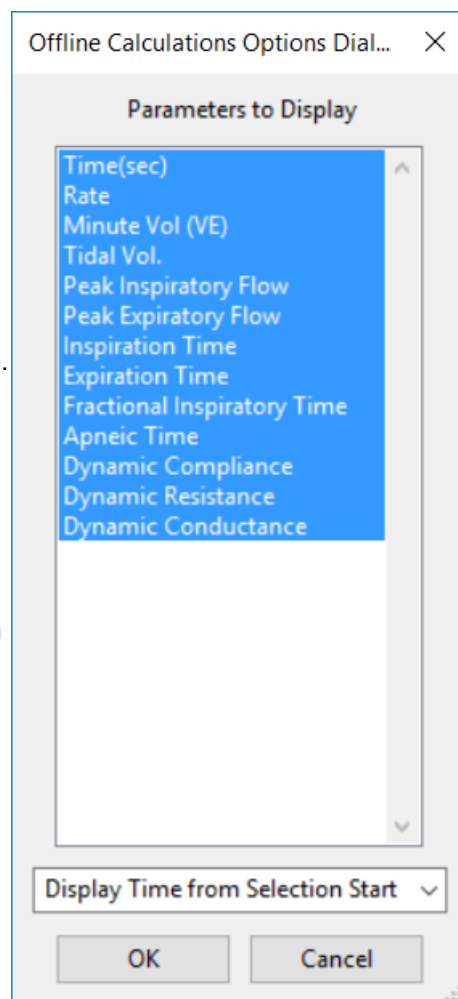 Offline Calculations Options Dial...
Parameters to Display
Time(sec)
Rate
Minute Vol (VE)
Tidal Vol.
Peak Inspiratory Flow
Peak Expiratory Flow
Inspiration Time
Expiration Time
Fractional Inspiratory Time
Apneic Time
Dynamic Compliance
Dynamic Resistance
Dynamic Conductance
Display Time from Selection Start
OK
Cancel